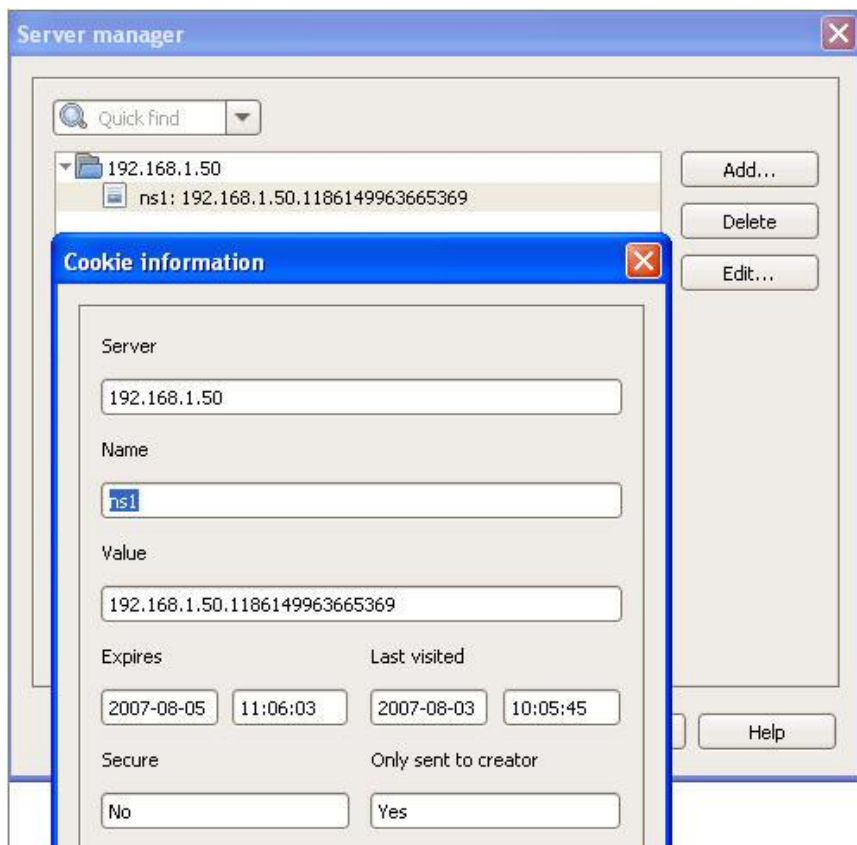 Server manager
Quick find
192.168.1.50
Add...
ns1: 192.168.1.50.1186149963665369
Delete
Cookie information
Edit...
Server
192.168.1.50
Name
ns1
Value
192.168.1.50.1186149963665369
Expires Last visited
2007-08-05 11:06:03 2007-08-03 10:05:45
Help
Secure Only sent to creator
No Yes